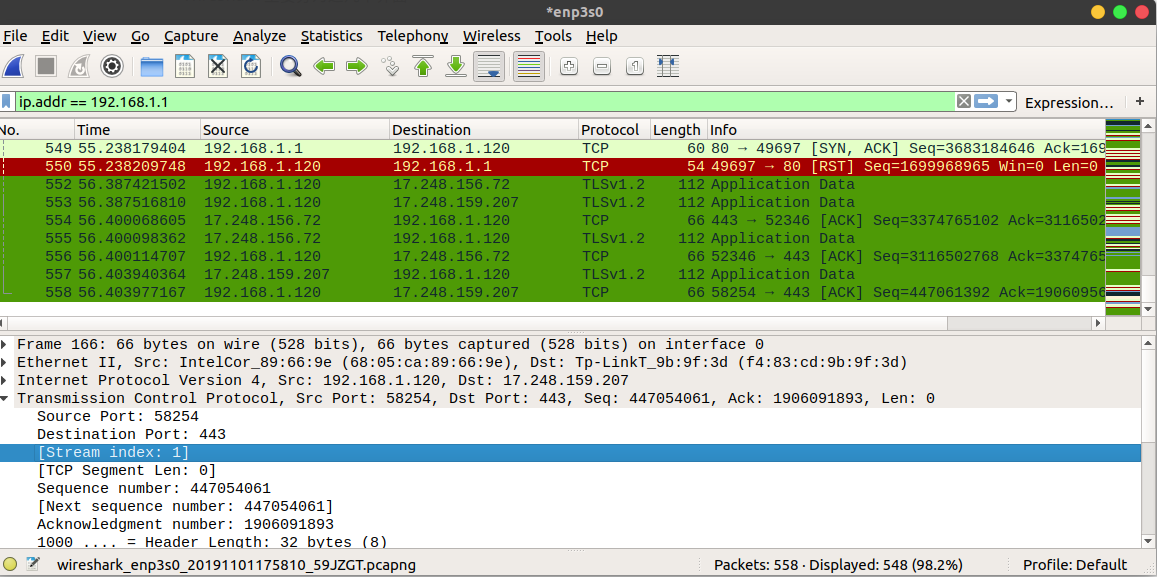 *enp3s0
File Edit View Go Capture Analyze Statistics Telephony Wireless Tools Help
ip.addr == 192.168.1.1 Expression… +
No. Time Source Destination Protocol Length Info
549 55.238179404 192.168.1.1 192.168.1.120 TCP 60 80 → 49697 [SYN, ACK] Seq=3683184646 Ack=169
550 55.238209748 192.168.1.120 192.168.1.1 TCP 54 49697 → 80 [RST] Seq=1699968965 Win=0 Len=0
552 56.387421502 192.168.1.120 17.248.156.72 TLSv1.2 112 Application Data
553 56.387516810 192.168.1.120 17.248.159.207 TLSv1.2 112 Application Data
554 56.400068605 17.248.156.72 192.168.1.120 TCP 66 443 → 52346 [ACK] Seq=3374765102 Ack=3116502
555 56.400098362 17.248.156.72 192.168.1.120 TLSv1.2 112 Application Data
556 56.400114707 192.168.1.120 17.248.156.72 TCP 66 52346 → 443 [ACK] Seq=3116502768 Ack=3374765
557 56.403940364 17.248.159.207 192.168.1.120 TLSv1.2 112 Application Data
558 56.403977167 192.168.1.120 17.248.159.207 TCP 66 58254 → 443 [ACK] Seq=447061392 Ack=19060956
Frame 166: 66 bytes on wire (528 bits), 66 bytes captured (528 bits) on interface 0
Ethernet II, Src: IntelCor_89:66:9e (68:05:ca:89:66:9e), Dst: Tp-LinkT_9b:9f:3d (f4:83:cd:9b:9f:3d)
Internet Protocol Version 4, Src: 192.168.1.120, Dst: 17.248.159.207
Transmission Control Protocol, Src Port: 58254, Dst Port: 443, Seq: 447054061, Ack: 1906091893, Len: 0
Source Port: 58254
Destination Port: 443
[Stream index: 1]
[TCP Segment Len: 0]
Sequence number: 447054061
[Next sequence number: 447054061]
Acknowledgment number: 1906091893
1000 .... = Header Length: 32 bytes (8)
wireshark_enp3s0_20191101175810_59JZGT.pcapng Packets: 558 · Displayed: 548 (98.2%) Profile: Default